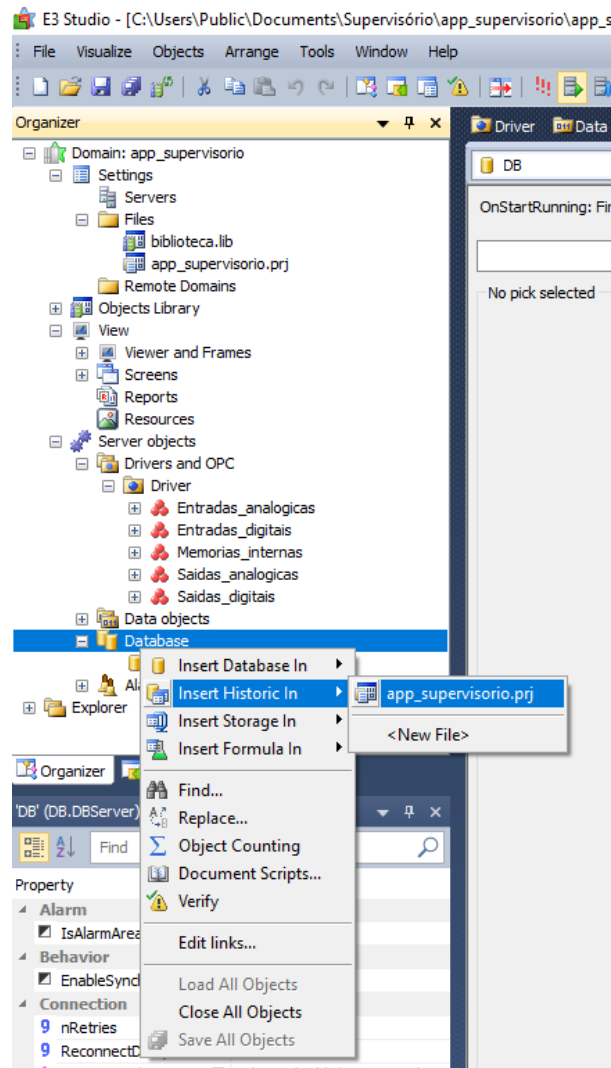 E3 Studio - [C:\Users\Public\Documents\Supervisório\app_supervisorio\app_s
File Visualize Objects Arrange Tools Window Help
Organizer
Driver Data
Domain: app_supervisorio
DB
Settings
Servers
OnStartRunning: Fir
Files
biblioteca.lib
app_supervisorio.prj
Remote Domains
No pick selected
Objects Library
View
Viewer and Frames
Screens
Reports
Resources
Server objects
Drivers and OPC
Driver
Entradas_analogicas
Entradas_digitais
Memorias_internas
Saidas_analogicas
Saidas_digitais
Data objects
Database
Insert Database In
Al
Insert Historic In
app_supervisorio.prj
Explorer
Insert Storage In
<New File>
Insert Formula In
Organizer
Find...
'DB' (DB.DBServer)
Replace...
Find
Object Counting
Document Scripts...
Property
Verify
Alarm
IsAlarmArea
Edit links...
Behavior
EnableSyncl
Load All Objects
Connection
Close All Objects
nRetries
Save All Objects
ReconnectD